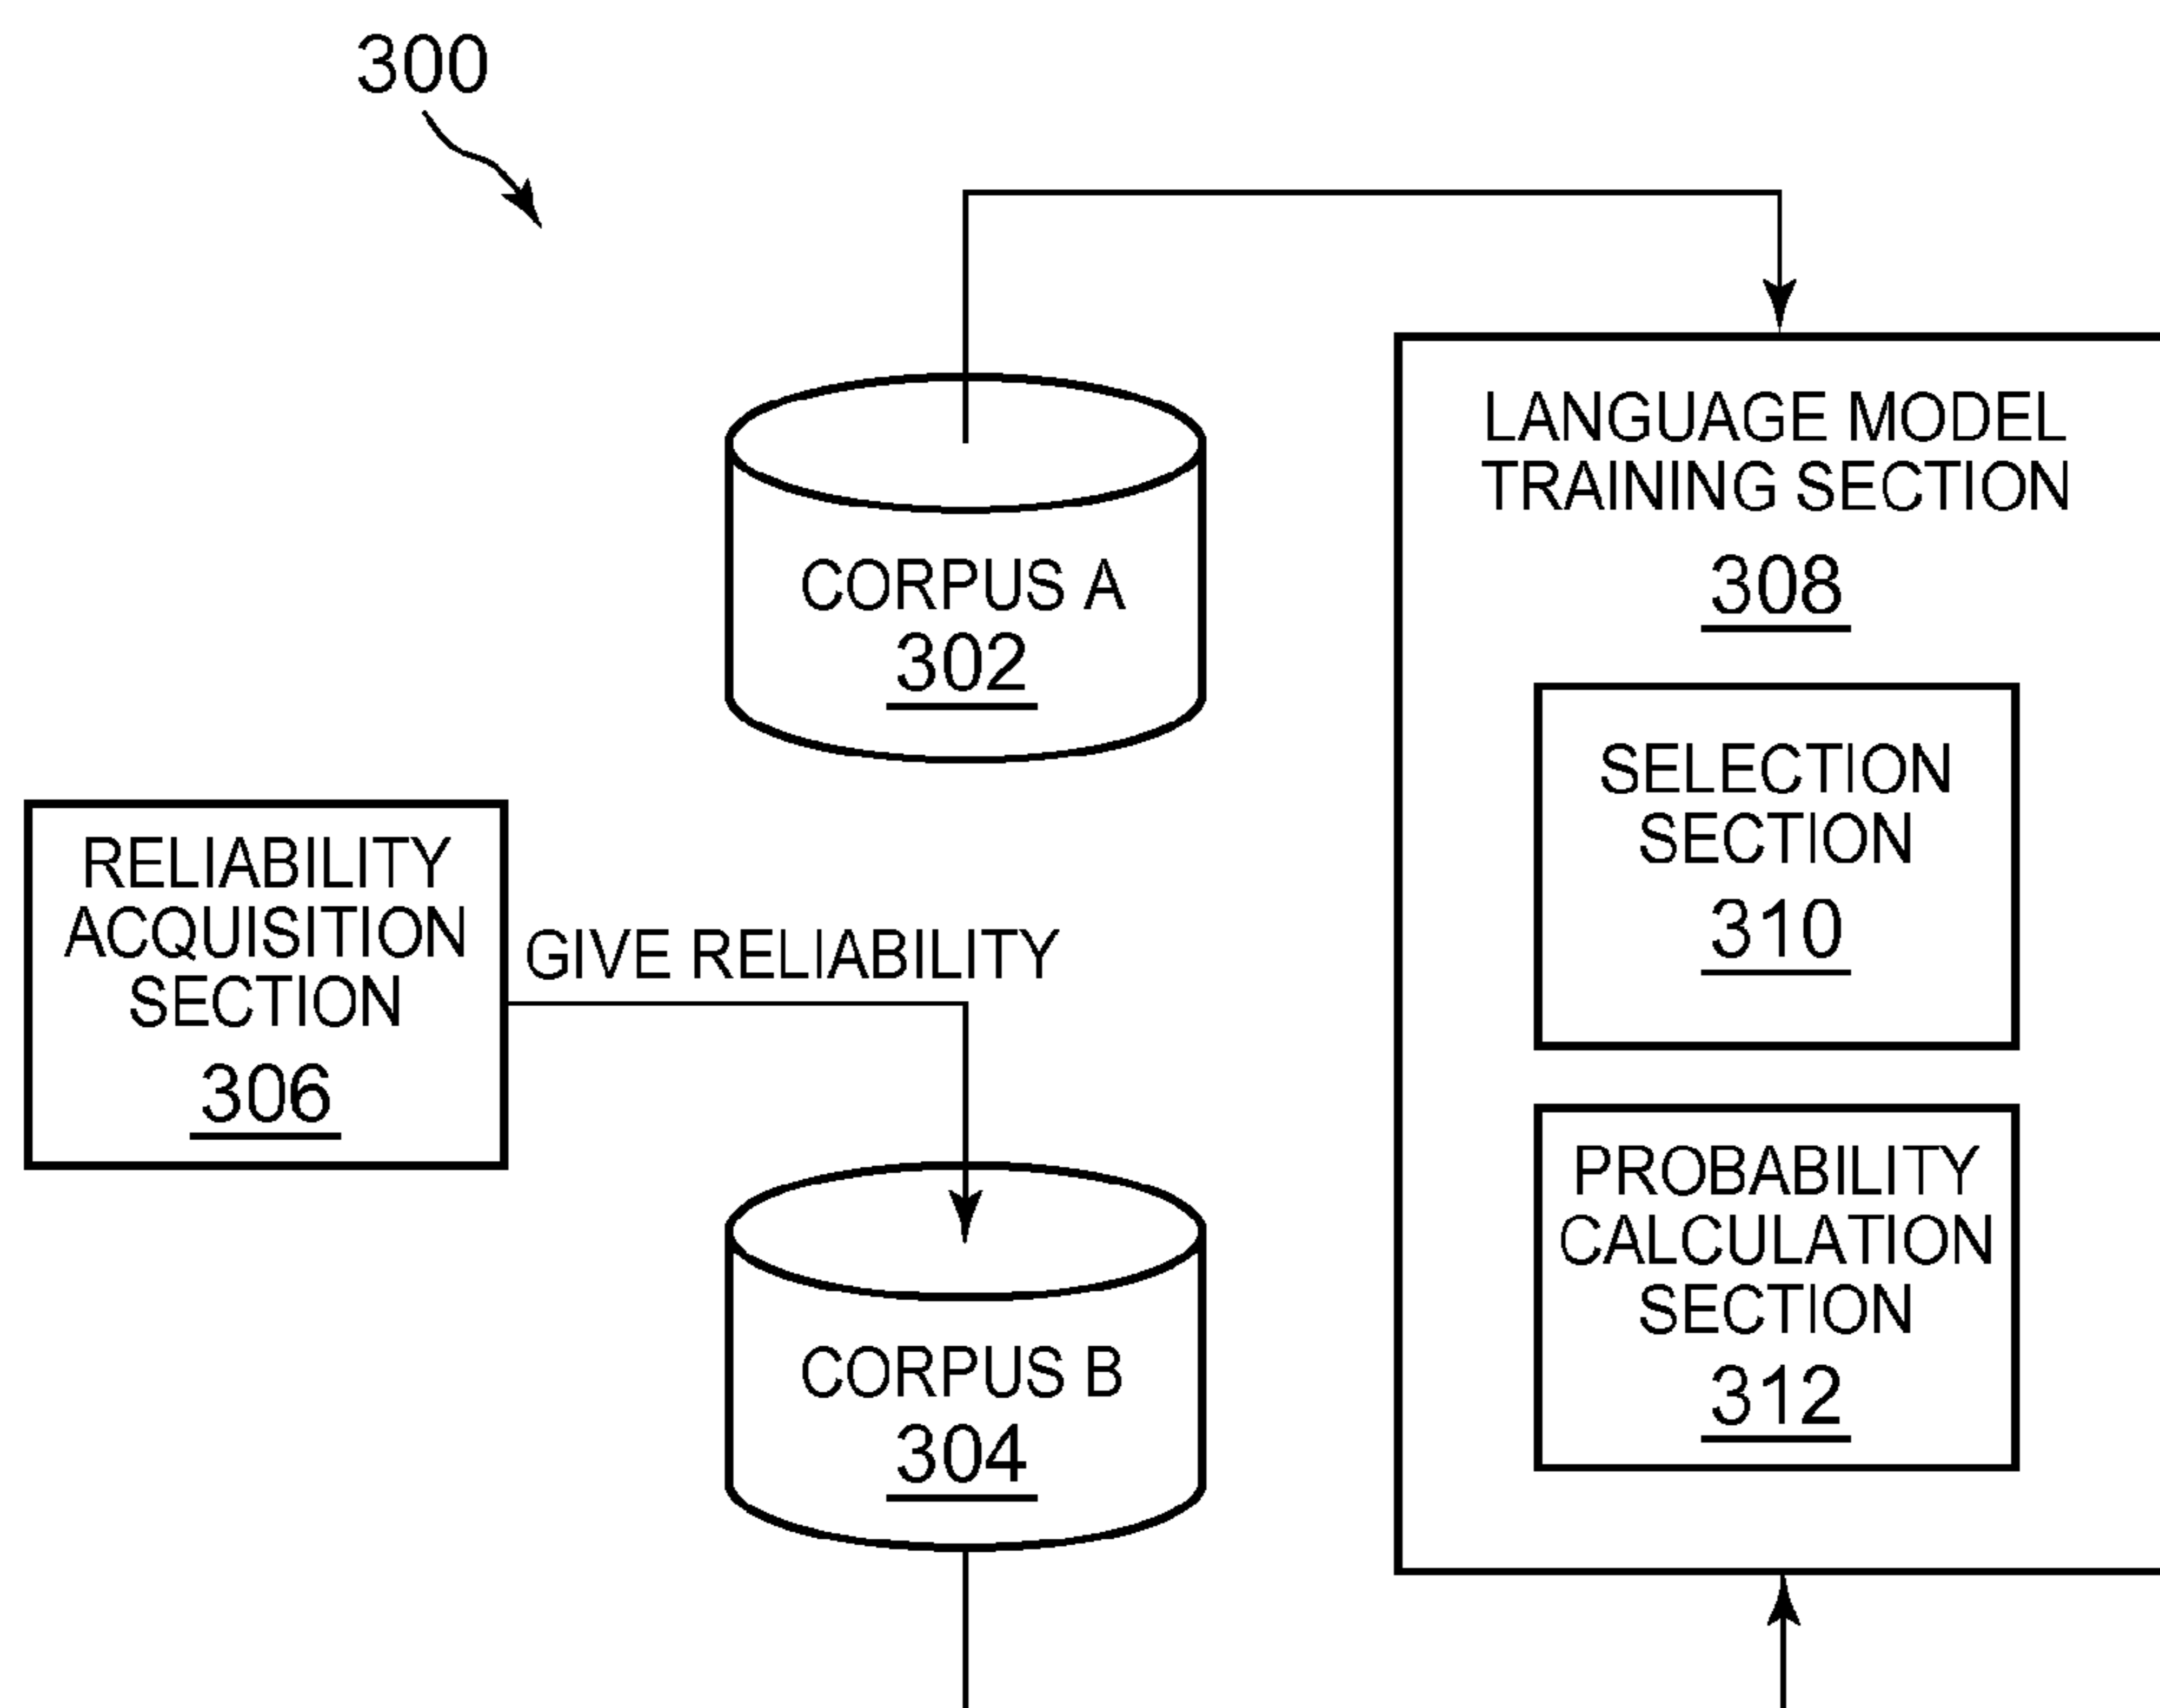 300
CORPUS A
302
LANGUAGE MODEL
TRAINING SECTION
308
SELECTION
SECTION
310
RELIABILITY
ACQUISITION
SECTION
306
GIVE RELIABILITY
CORPUS B
304
PROBABILITY
CALCULATION
SECTION
312